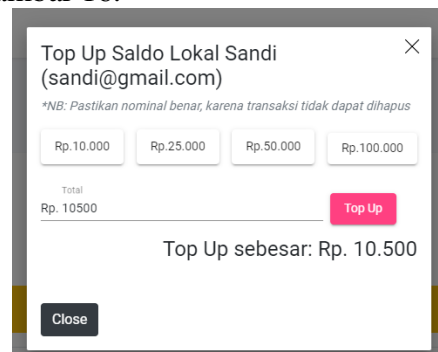 Top Up Saldo Lokal Sandi
(sandi@gmail.com)
*NB: Pastikan nominal benar, karena transaksi tidak dapat dihapus
Rp.10.000 Rp.25.000 Rp.50.000 Rp.100.000
Total
Rp. 10500 Top Up
Top Up sebesar: Rp. 10.500
Close